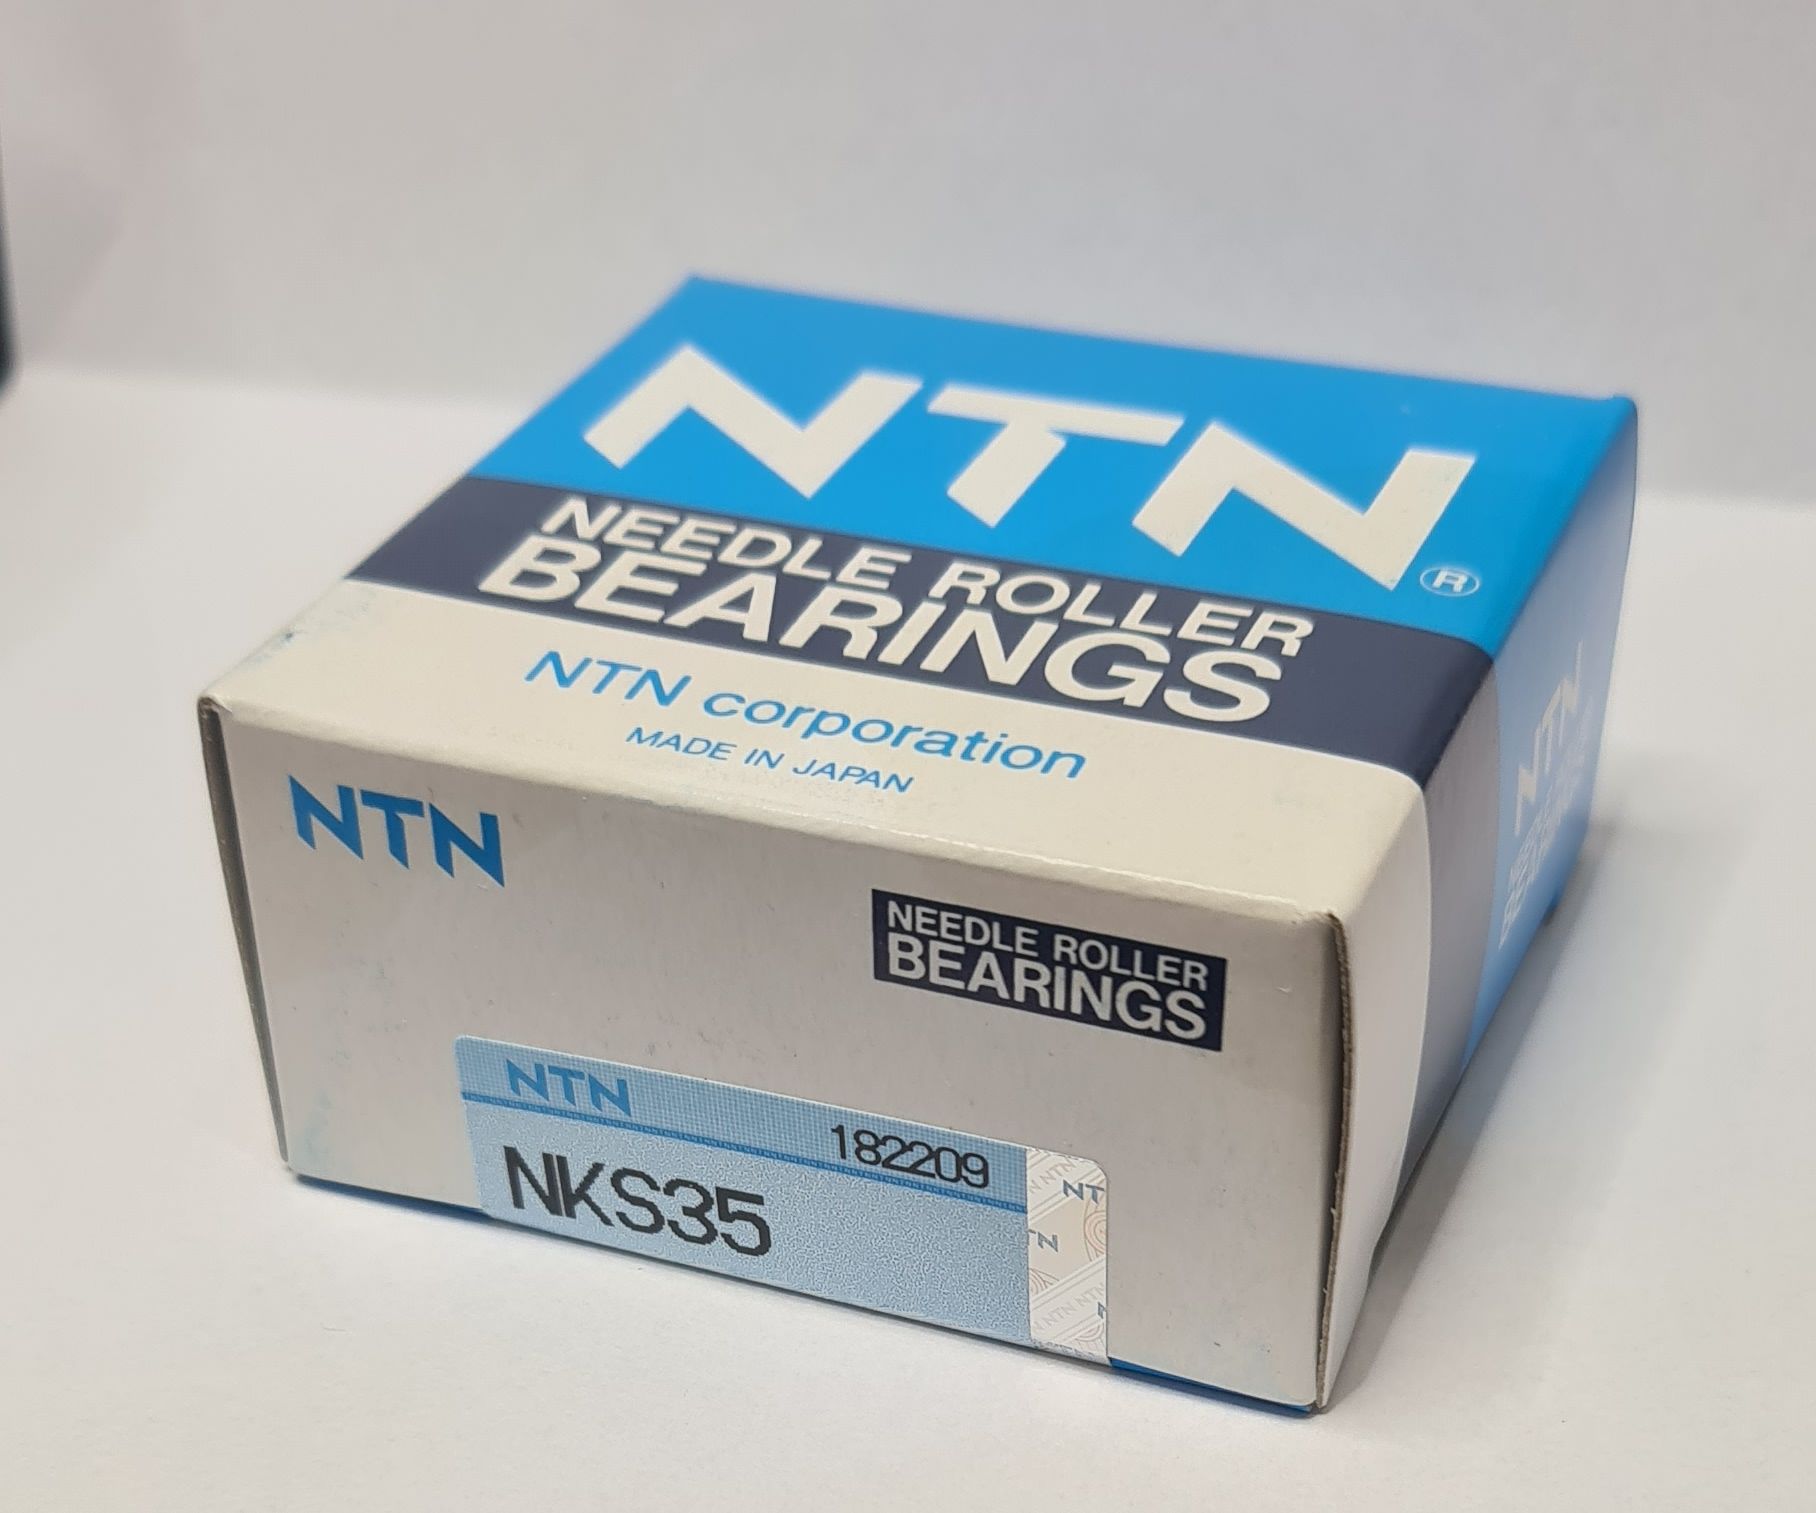 NTN®
NEEDLE ROLLER
BEARINGS
NTN corporation
MADE IN JAPAN
NTN
NEEDLE ROLLER
BEARINGS
NTN
182209
NKS35
NTN